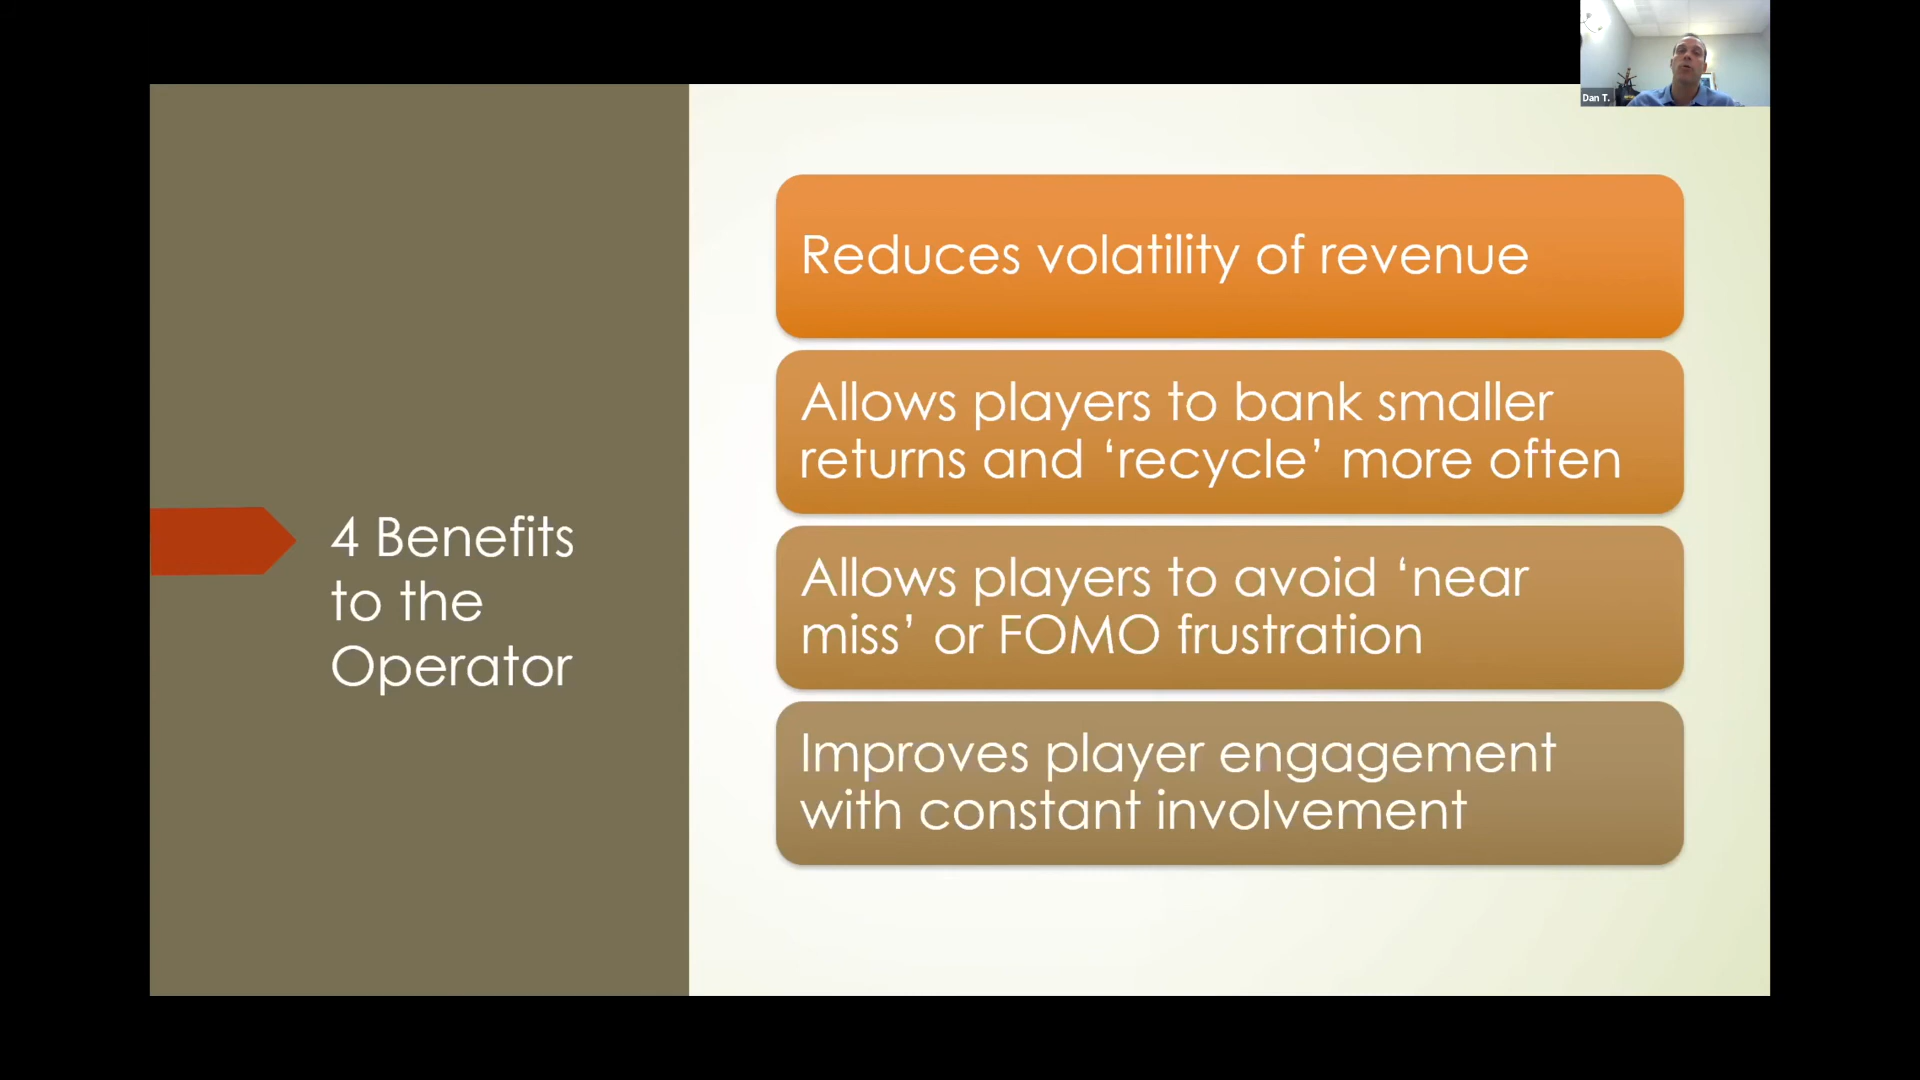 Dan T.
4 Benefits
to the
Operator
Reduces volatility of revenue
Allows players to bank smaller
returns and ‘recycle’ more often
Allows players to avoid ‘near
miss’ or FOMO frustration
Improves player engagement
with constant involvement